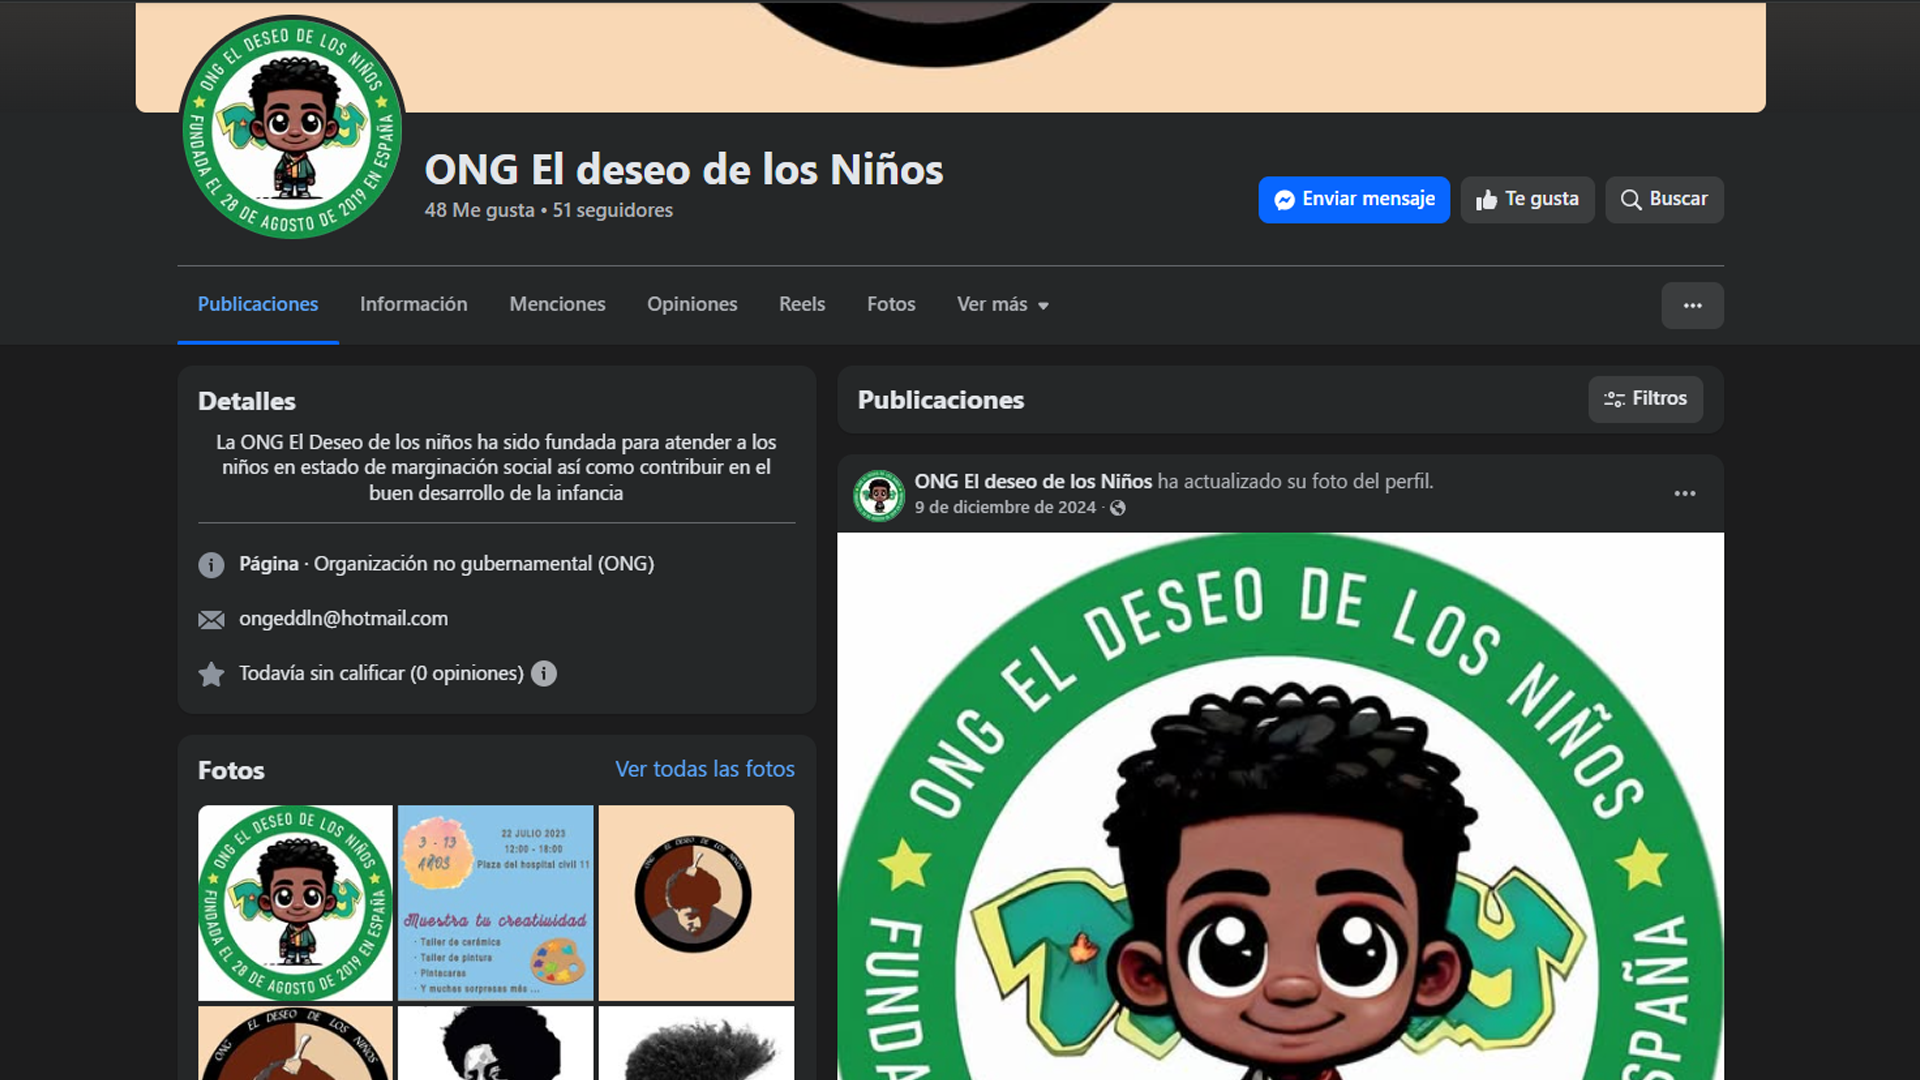 ONG EL DESEO DE LOS NIÑOS
FUNDADA EL 28 DE AGOSTO DE 2019 EN ESPAÑA
ONG El deseo de los Niños
48 Me gusta • 51 seguidores
Enviar mensaje
Te gusta
Buscar
Publicaciones
Información
Menciones
Opiniones
Reels
Fotos
Ver más
Detalles
La ONG El Deseo de los niños ha sido fundada para atender a los
niños en estado de marginación social así como contribuir en el
buen desarrollo de la infancia
Página · Organización no gubernamental (ONG)
ongeddln@hotmail.com
Todavía sin calificar (0 opiniones)
Fotos
Ver todas las fotos
ONG EL DESEO DE LOS NIÑOS
FUNDADA EL 28 DE AGOSTO DE 2019 EN ESPAÑA
3 - 13
AÑOS
22 JULIO 2023
12:00 - 18:00
Plaza del hospital civil 11
Muestra tu creatividad
· Taller de cerámica
· Taller de pintura
· Pintacaras
· Y muchas sorpresas más ...
ONG EL DESEO DE LOS NIÑOS
ONG EL DESEO DE LOS NIÑOS
Publicaciones
Filtros
ONG El deseo de los Niños ha actualizado su foto del perfil.
9 de diciembre de 2024 ·
ONG EL DESEO DE LOS NIÑOS
FUNDA
SPAÑA